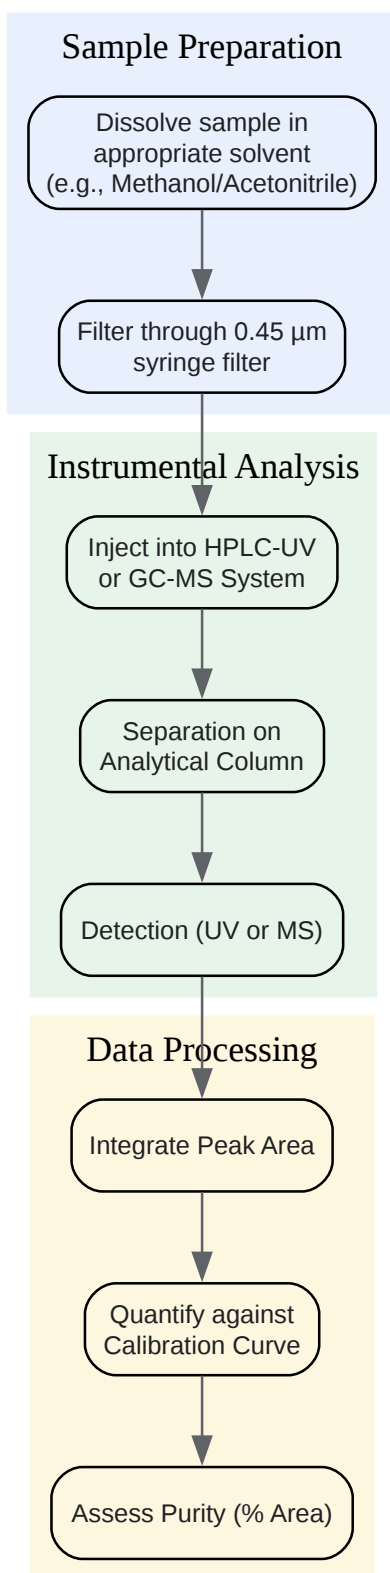 Sample Preparation
Dissolve sample in
appropriate solvent
(e.g., Methanol/Acetonitrile)
Filter through 0.45 µm
syringe filter
Instrumental Analysis
Inject into HPLC-UV
or GC-MS System
Separation on
Analytical Column
Detection (UV or MS)
Data Processing
Integrate Peak Area
Quantify against
Calibration Curve
Assess Purity (% Area)